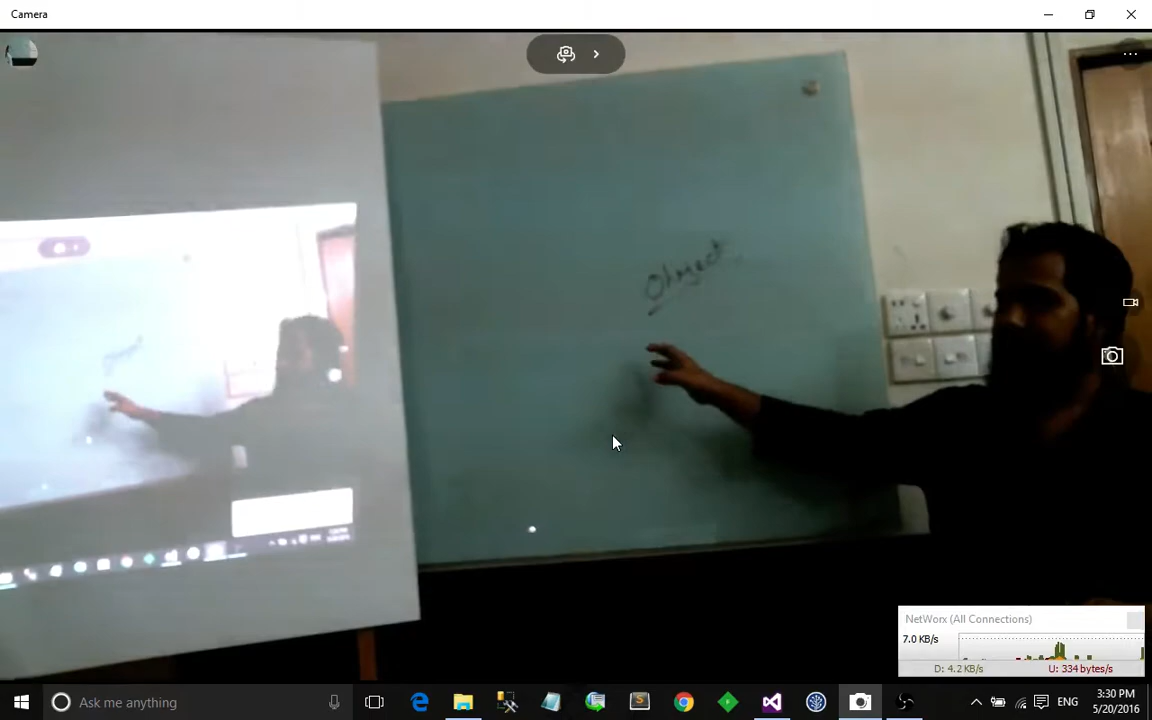 Camera
Object
NetWorx (All Connections)
7.0 KB/s
D: 4.2 KB/s U: 334 bytes/s
Ask me anything
ENG
3:30 PM
5/20/2016